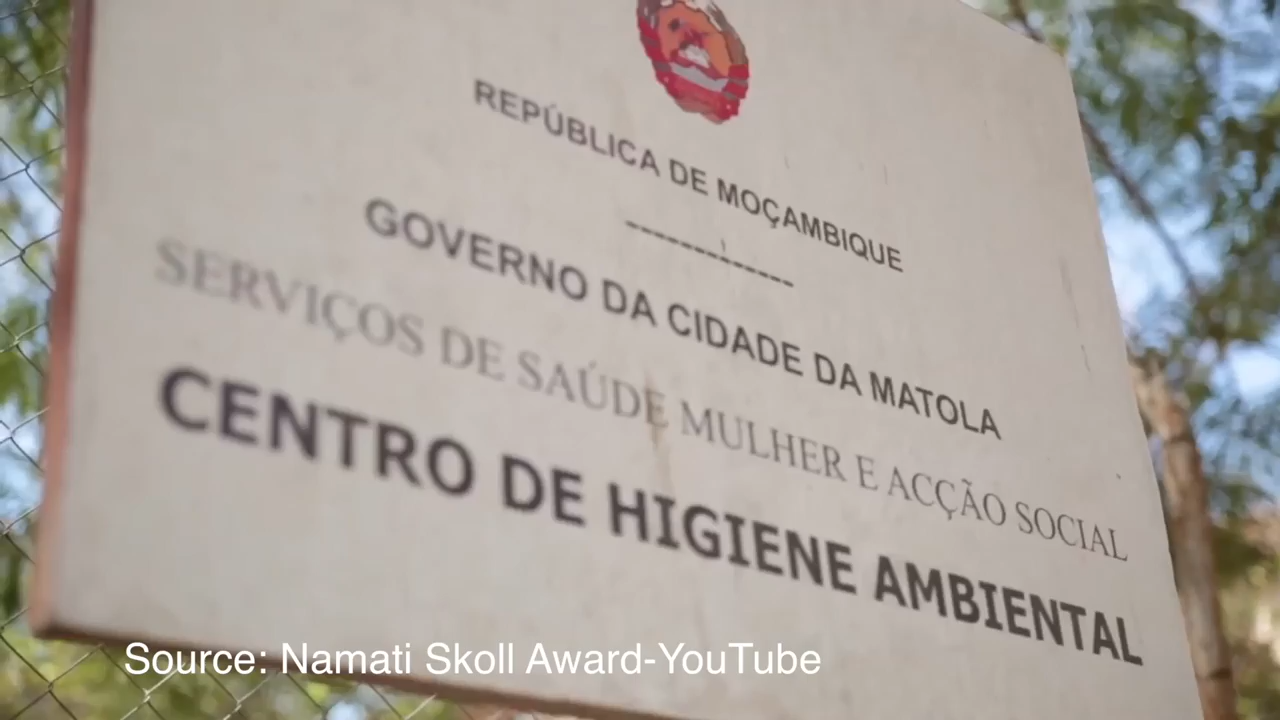 REPÚBLICA DE MOÇAMBIQUE
-------------
GOVERNO DA CIDADE DA MATOLA
SERVIÇOS DE SAÚDE MULHER E ACÇÃO SOCIAL
CENTRO DE HIGIENE AMBIENTAL
Source: Namati Skoll Award-YouTube